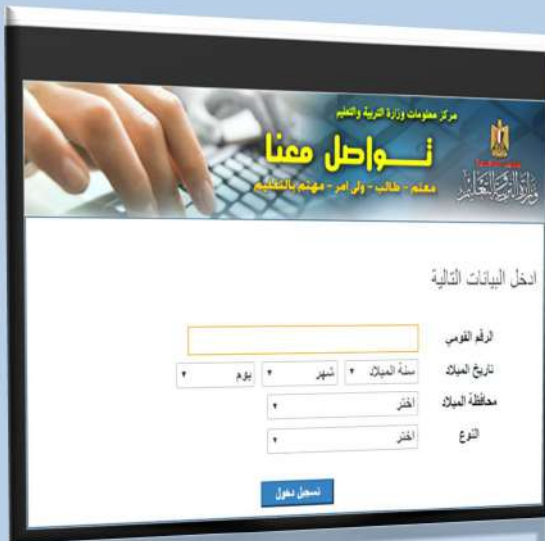 مركز معلومات وزارة التربية والتعليم
تـــواصل معنا
معلم - طالب - ولى امر - مهتم بالتعليم
وزارة التربية والتعليم
ادخل البيانات التالية
الرقم القومي
تاريخ الميلاد سنة الميلاد شهر يوم
محافظة الميلاد اختر
النوع اختر
تسجيل دخول